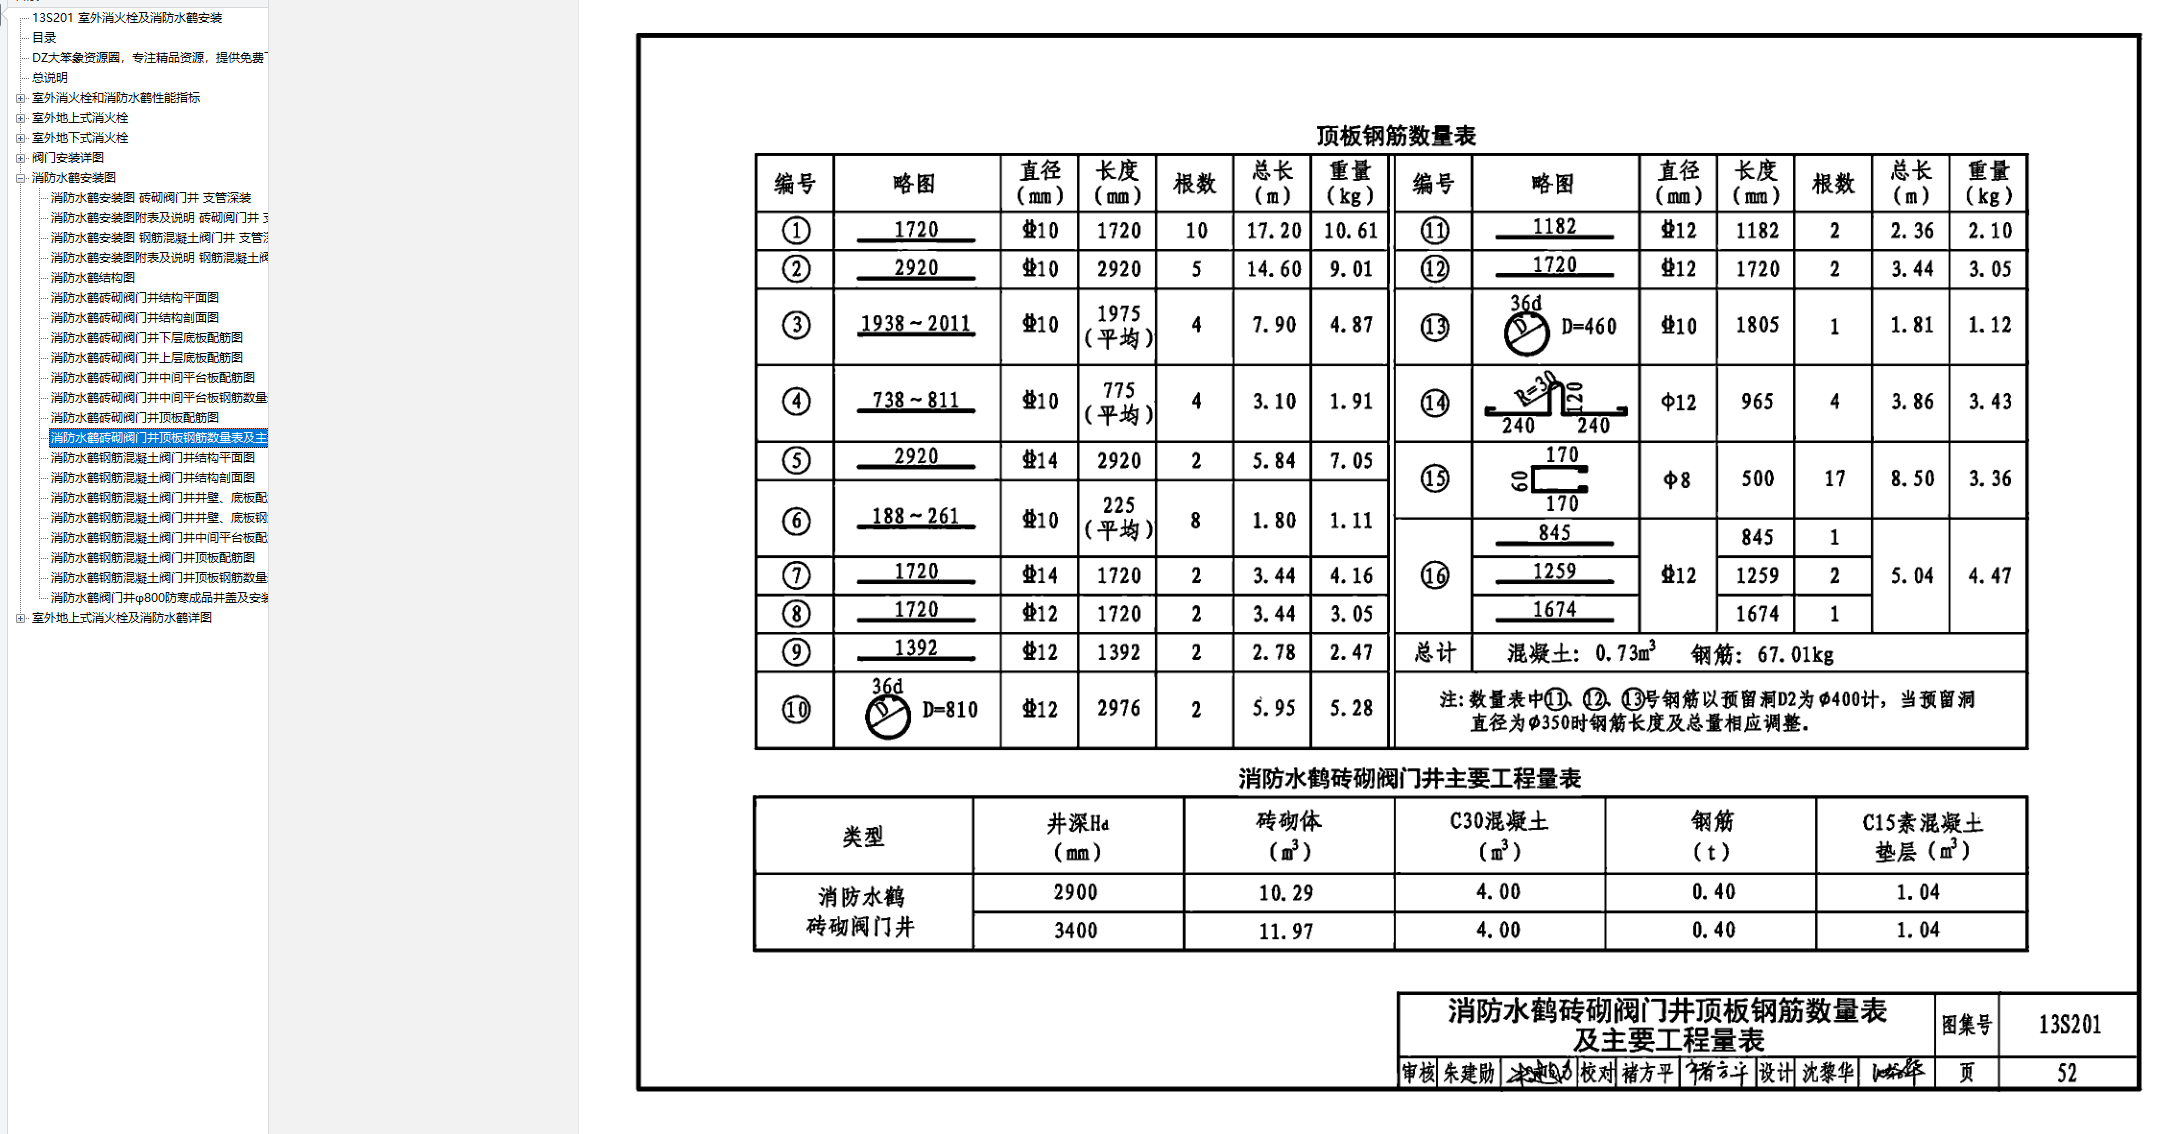 13S201 室外消火栓及消防水鹤安装
目录
DZ大笨象资源圈，专注精品资源，提供免费
总说明
室外消火栓和消防水鹤性能指标
室外地上式消火栓
室外地下式消火栓
阀门安装详图
消防水鹤安装图
消防水鹤安装图 砖砌阀门井 支管深装
消防水鹤安装图附表及说明 砖砌阀门井 支
消防水鹤安装图 钢筋混凝土阀门井 支管深
消防水鹤安装图附表及说明 钢筋混凝土阀
消防水鹤结构图
消防水鹤砖砌阀门井结构平面图
消防水鹤砖砌阀门井结构剖面图
消防水鹤砖砌阀门井下层底板配筋图
消防水鹤砖砌阀门井上层底板配筋图
消防水鹤砖砌阀门井中间平台板配筋图
消防水鹤砖砌阀门井中间平台板钢筋数量
消防水鹤砖砌阀门井顶板配筋图
消防水鹤砖砌阀门井顶板钢筋数量表及主
消防水鹤钢筋混凝土阀门井结构平面图
消防水鹤钢筋混凝土阀门井结构剖面图
消防水鹤钢筋混凝土阀门井井壁、底板配
消防水鹤钢筋混凝土阀门井井壁、底板钢
消防水鹤钢筋混凝土阀门井中间平台板配
消防水鹤钢筋混凝土阀门井顶板配筋图
消防水鹤钢筋混凝土阀门井顶板钢筋数量
消防水鹤阀门井φ800防寒成品井盖及安装
室外地上式消火栓及消防水鹤详图
顶板钢筋数量表
编号 略图 直径(mm) 长度(mm) 根数 总长(m) 重量(kg)
① 1720 Φ10 1720 10 17.20 10.61
② 2920 Φ10 2920 5 14.60 9.01
③ 1938～2011 Φ10 1975(平均) 4 7.90 4.87
④ 738～811 Φ10 775(平均) 4 3.10 1.91
⑤ 2920 Φ14 2920 2 5.84 7.05
⑥ 188～261 Φ10 225(平均) 8 1.80 1.11
⑦ 1720 Φ14 1720 2 3.44 4.16
⑧ 1720 Φ12 1720 2 3.44 3.05
⑨ 1392 Φ12 1392 2 2.78 2.47
⑩ 36d D D=810 Φ12 2976 2 5.95 5.28
编号 略图 直径(mm) 长度(mm) 根数 总长(m) 重量(kg)
⑪ 1182 Φ12 1182 2 2.36 2.10
⑫ 1720 Φ12 1720 2 3.44 3.05
⑬ 36d D D=460 Φ10 1805 1 1.81 1.12
⑭ R=30 120 240 240 Φ12 965 4 3.86 3.43
⑮ 170 60 170 Φ8 500 17 8.50 3.36
⑯ 845 Φ12 845 1 5.04 4.47
1259 1259 2
1674 1674 1
总计 混凝土: 0.73m³ 钢筋: 67.01kg
注: 数量表中⑪、⑫、⑬号钢筋以预留洞D2为Φ400计，当预留洞
直径为Φ350时钢筋长度及总量相应调整.
消防水鹤砖砌阀门井主要工程量表
类型 井深Hd(mm) 砖砌体(m³) C30混凝土(m³) 钢筋(t) C15素混凝土垫层(m³)
消防水鹤砖砌阀门井 2900 10.29 4.00 0.40 1.04
3400 11.97 4.00 0.40 1.04
消防水鹤砖砌阀门井顶板钢筋数量表
及主要工程量表
图集号 13S201
审核 朱建勋 校对 褚方平 褚方平 设计 沈黎华 页 52